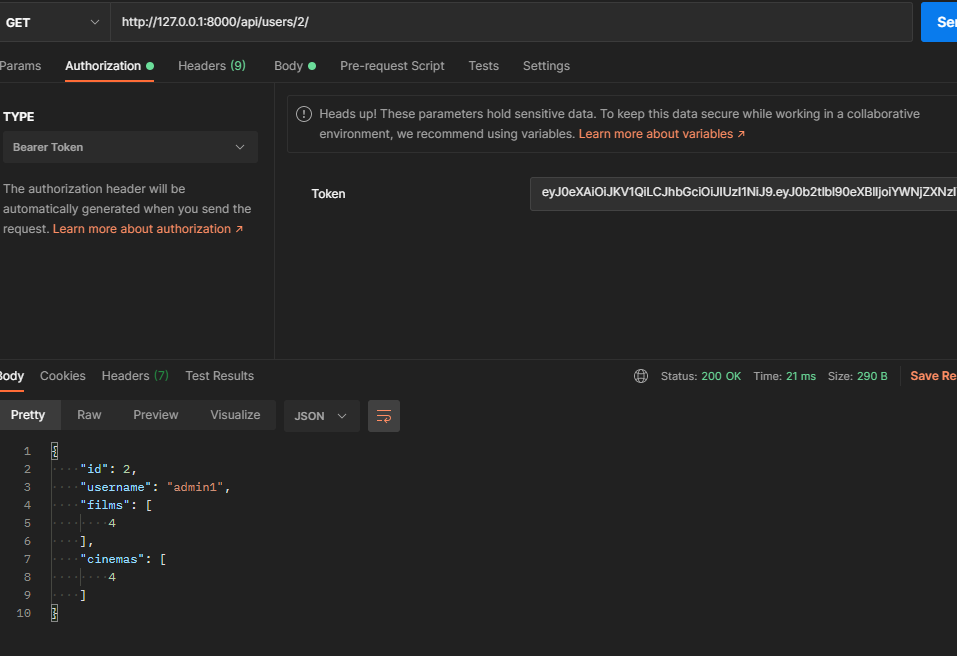 GET http://127.0.0.1:8000/api/users/2/
Params Authorization Headers (9) Body Pre-request Script Tests Settings
TYPE
Bearer Token
The authorization header will be
automatically generated when you send the
request. Learn more about authorization ↗
Heads up! These parameters hold sensitive data. To keep this data secure while working in a collaborative
environment, we recommend using variables. Learn more about variables ↗
Token
Body Cookies Headers (7) Test Results
Status: 200 OK Time: 21 ms Size: 290 B Save Re
Pretty Raw Preview Visualize JSON
1 {
2 "id": 2,
3 "username": "admin1",
4 "films": [
5 4
6 ],
7 "cinemas": [
8 4
9 ]
10 }